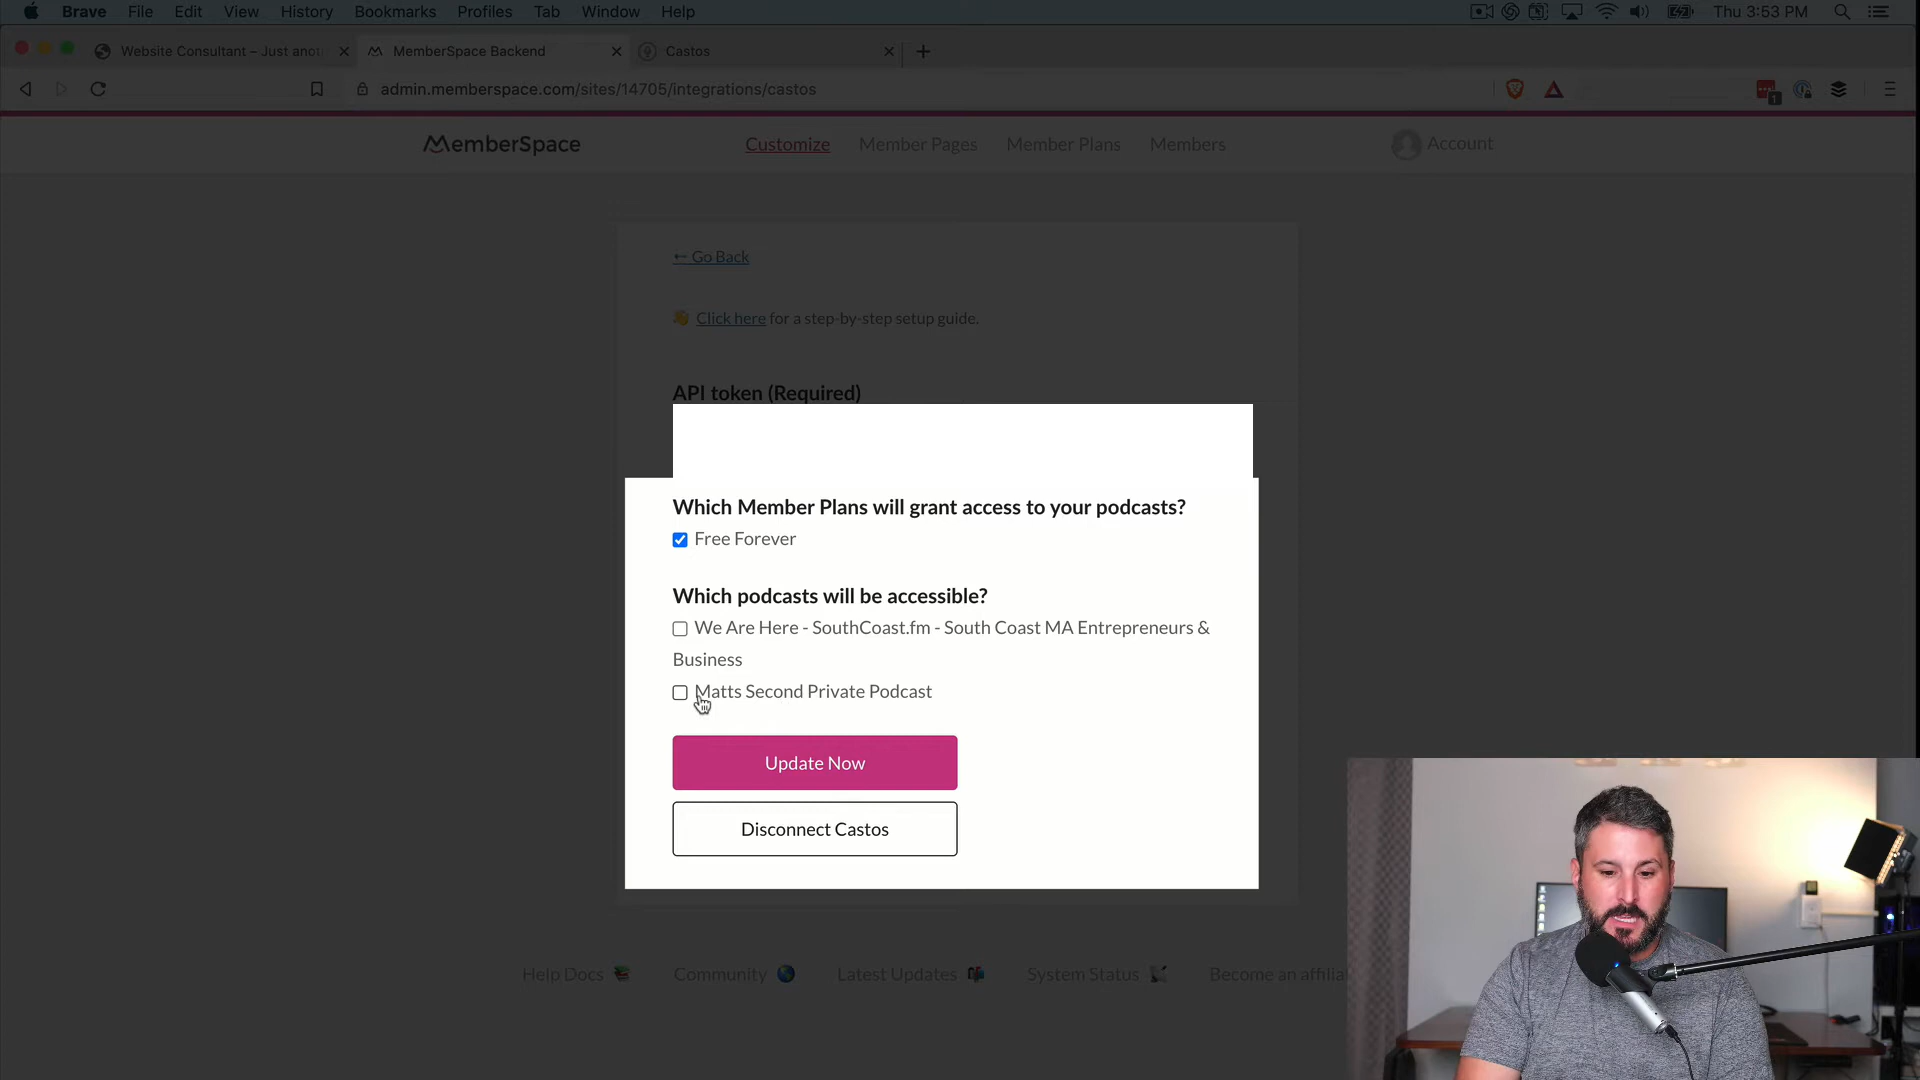 Brave File Edit View History Bookmarks Profiles Tab Window Help Thu 3:53 PM
Website Consultant – Just anot MemberSpace Backend Castos
admin.memberspace.com/sites/14705/integrations/castos
MemberSpace Customize Member Pages Member Plans Members Account
← Go Back
Click here for a step-by-step setup guide.
API token (Required)
Which Member Plans will grant access to your podcasts?
Free Forever
Which podcasts will be accessible?
We Are Here - SouthCoast.fm - South Coast MA Entrepreneurs &
Business
Matts Second Private Podcast
Update Now
Disconnect Castos
Help Docs Community Latest Updates System Status Become an affilia